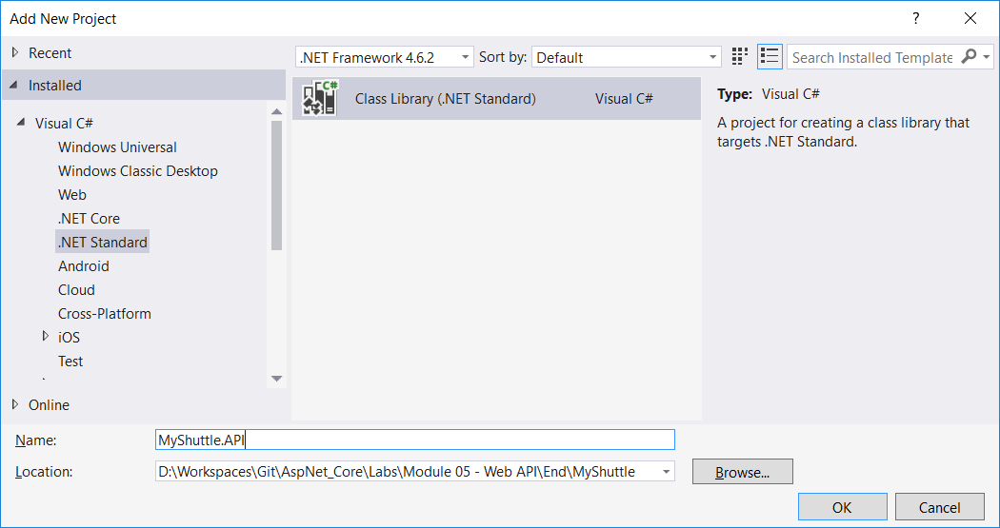 Add New Project
?
Recent
.NET Framework 4.6.2
Sort by:
Default
Search Installed Template
Installed
C#
Class Library (.NET Standard)
Visual C#
Type: Visual C#
A project for creating a class library that
targets .NET Standard.
Visual C#
Windows Universal
Windows Classic Desktop
Web
.NET Core
.NET Standard
Android
Cloud
Cross-Platform
iOS
Test
Online
Name:
MyShuttle.API
Location:
D:\Workspaces\Git\AspNet_Core\Labs\Module 05 - Web API\End\MyShuttle
Browse...
OK
Cancel